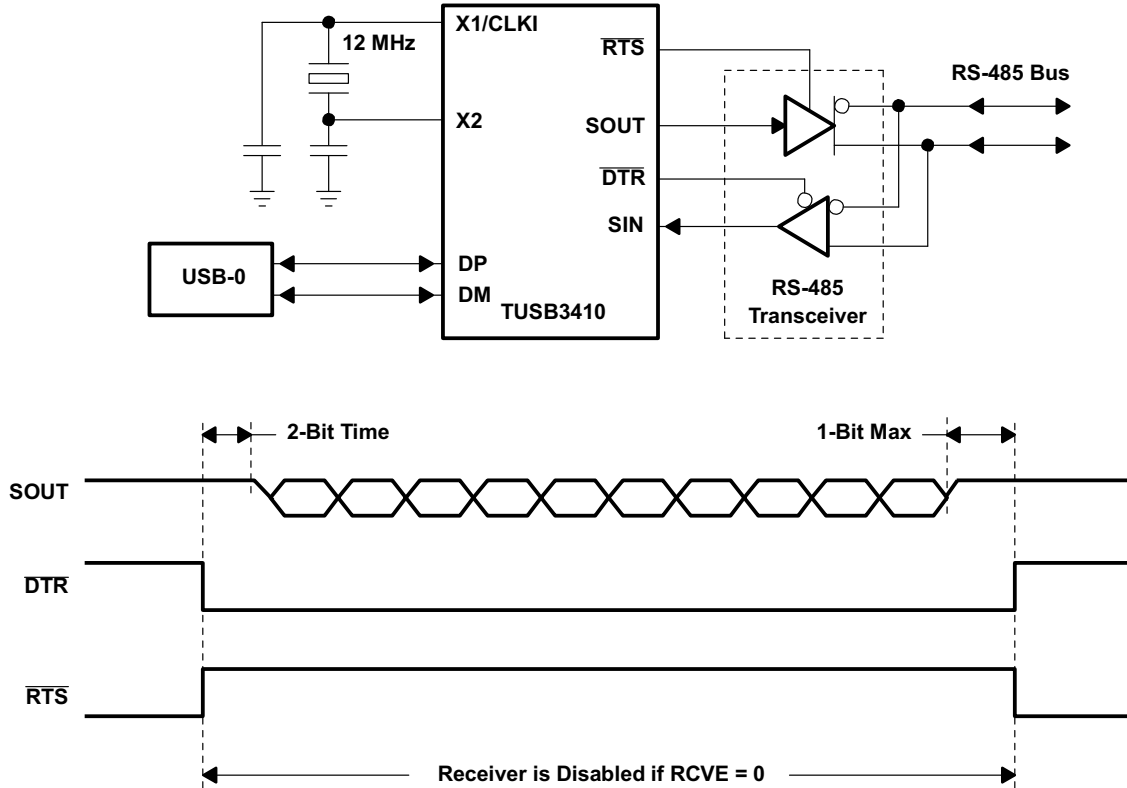 X1/CLKI
12 MHz
RTS
RS-485 Bus
X2
SOUT
DTR
SIN
USB-0
DP
DM
TUSB3410
RS-485
Transceiver
2-Bit Time
1-Bit Max
SOUT
DTR
RTS
Receiver is Disabled if RCVE = 0